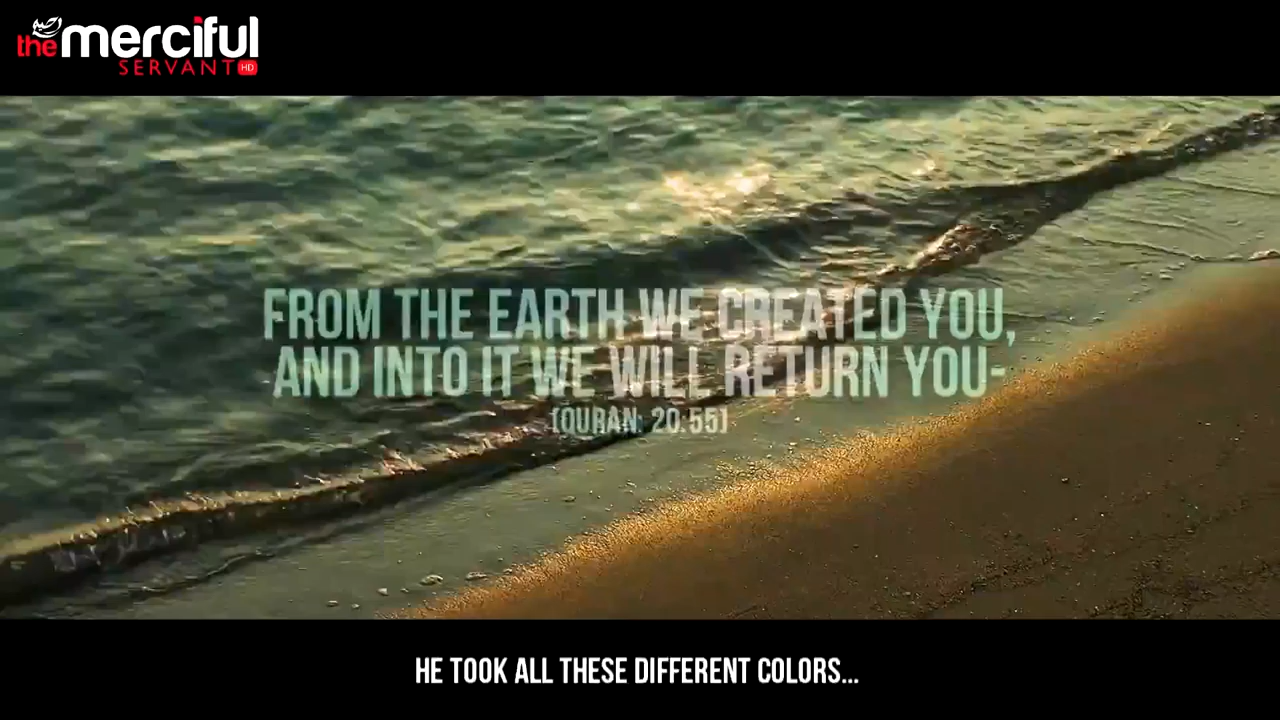 the merciful
SERVANT HD
FROM THE EARTH WE CREATED YOU,
AND INTO IT WE WILL RETURN YOU-
[QURAN: 20:55]
HE TOOK ALL THESE DIFFERENT COLORS...